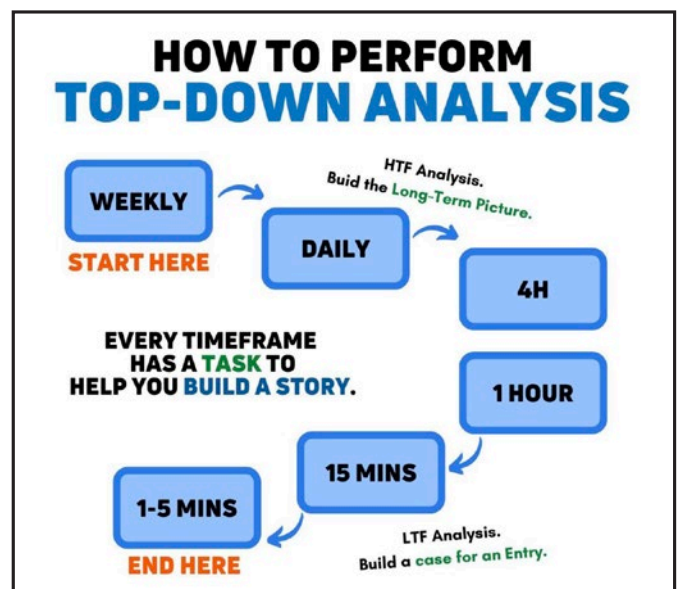 HOW TO PERFORM
TOP-DOWN ANALYSIS
WEEKLY
START HERE
HTF Analysis.
Buid the Long-Term Picture.
DAILY
4H
EVERY TIMEFRAME
HAS A TASK TO
HELP YOU BUILD A STORY.
1 HOUR
15 MINS
1-5 MINS
END HERE
LTF Analysis.
Build a case for an Entry.